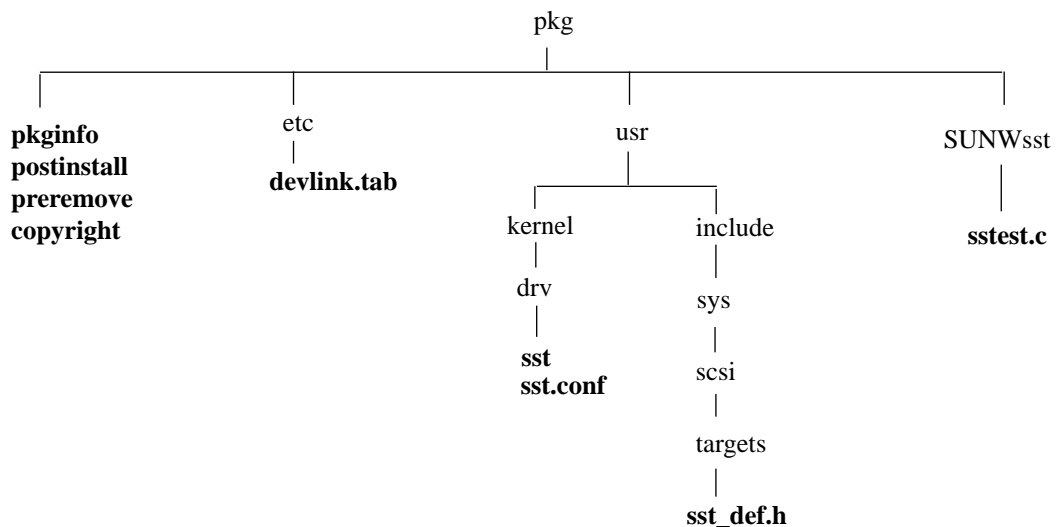 pkg
pkginfo
postinstall
preremove
copyright
etc
devlink.tab
usr
kernel
drv
sst
sst.conf
include
sys
scsi
targets
sst_def.h
SUNWsst
sstest.c